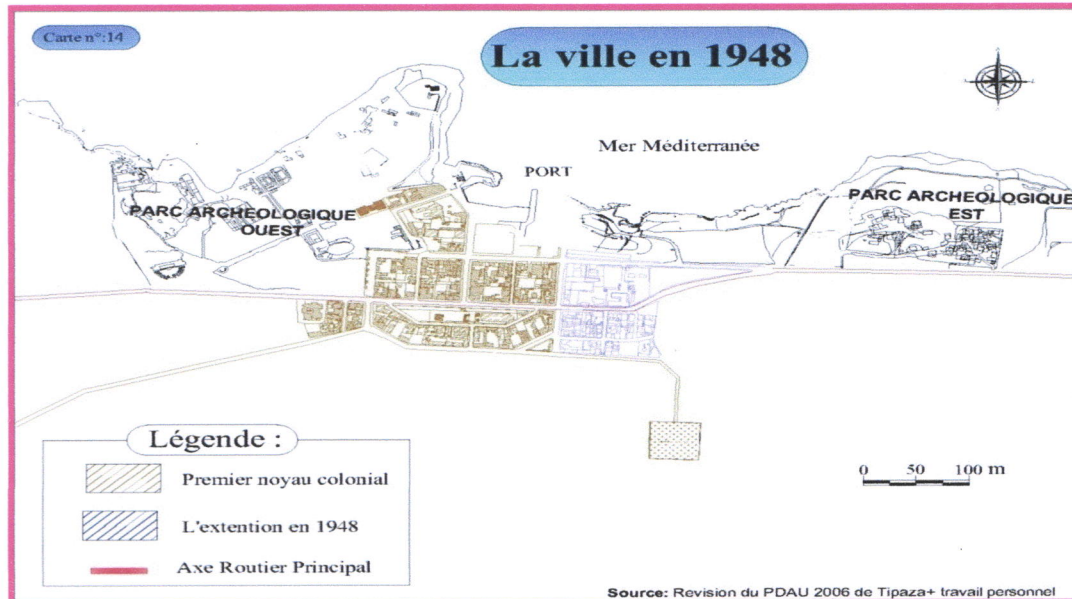 Carte n°:14
La ville en 1948
Mer Méditerranée
PORT
PARC ARCHEOLOGIQUE
OUEST
PARC ARCHEOLOGIQUE
EST
Légende :
Premier noyau colonial
L'extention en 1948
Axe Routier Principal
0 50 100 m
Source: Revision du PDAU 2006 de Tipaza+ travail personnel